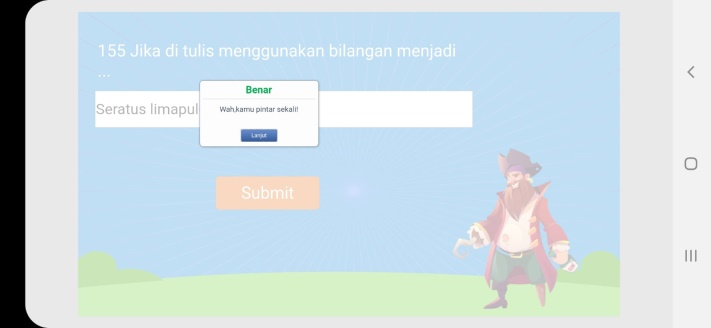 155 Jika di tulis menggunakan bilangan menjadi
...
Benar
Seratus limapul
Wah,kamu pintar sekali!
Lanjut
Submit